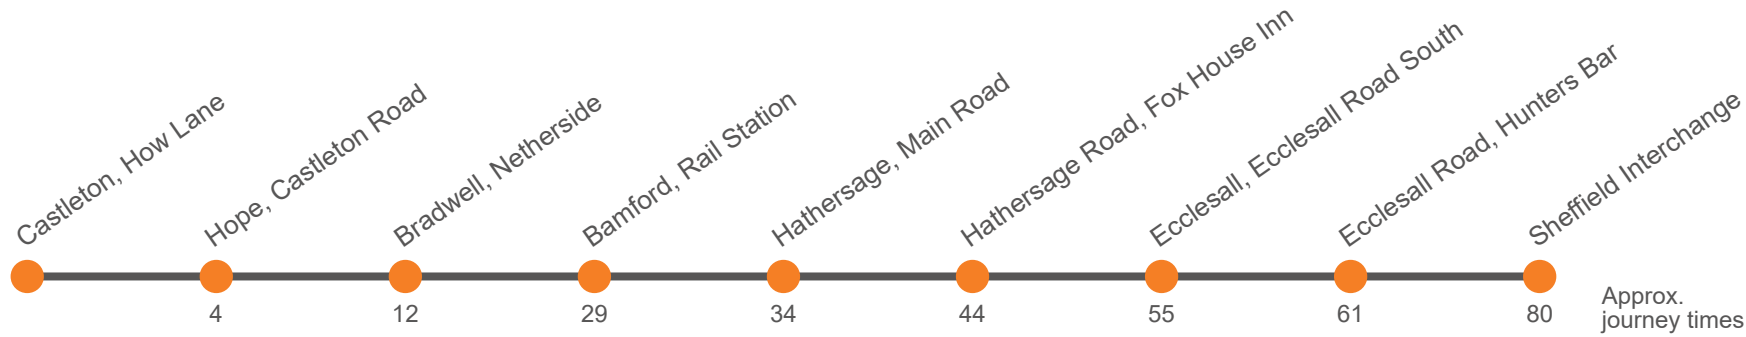 Castleton, How Lane
Hope, Castleton Road
Bradwell, Netherside
Bamford, Rail Station
Hathersage, Main Road
Hathersage Road, Fox House Inn
Ecclesall, Ecclesall Road South
Ecclesall Road, Hunters Bar
Sheffield Interchange
4 12 29 34 44 55 61 80
Approx.
journey times